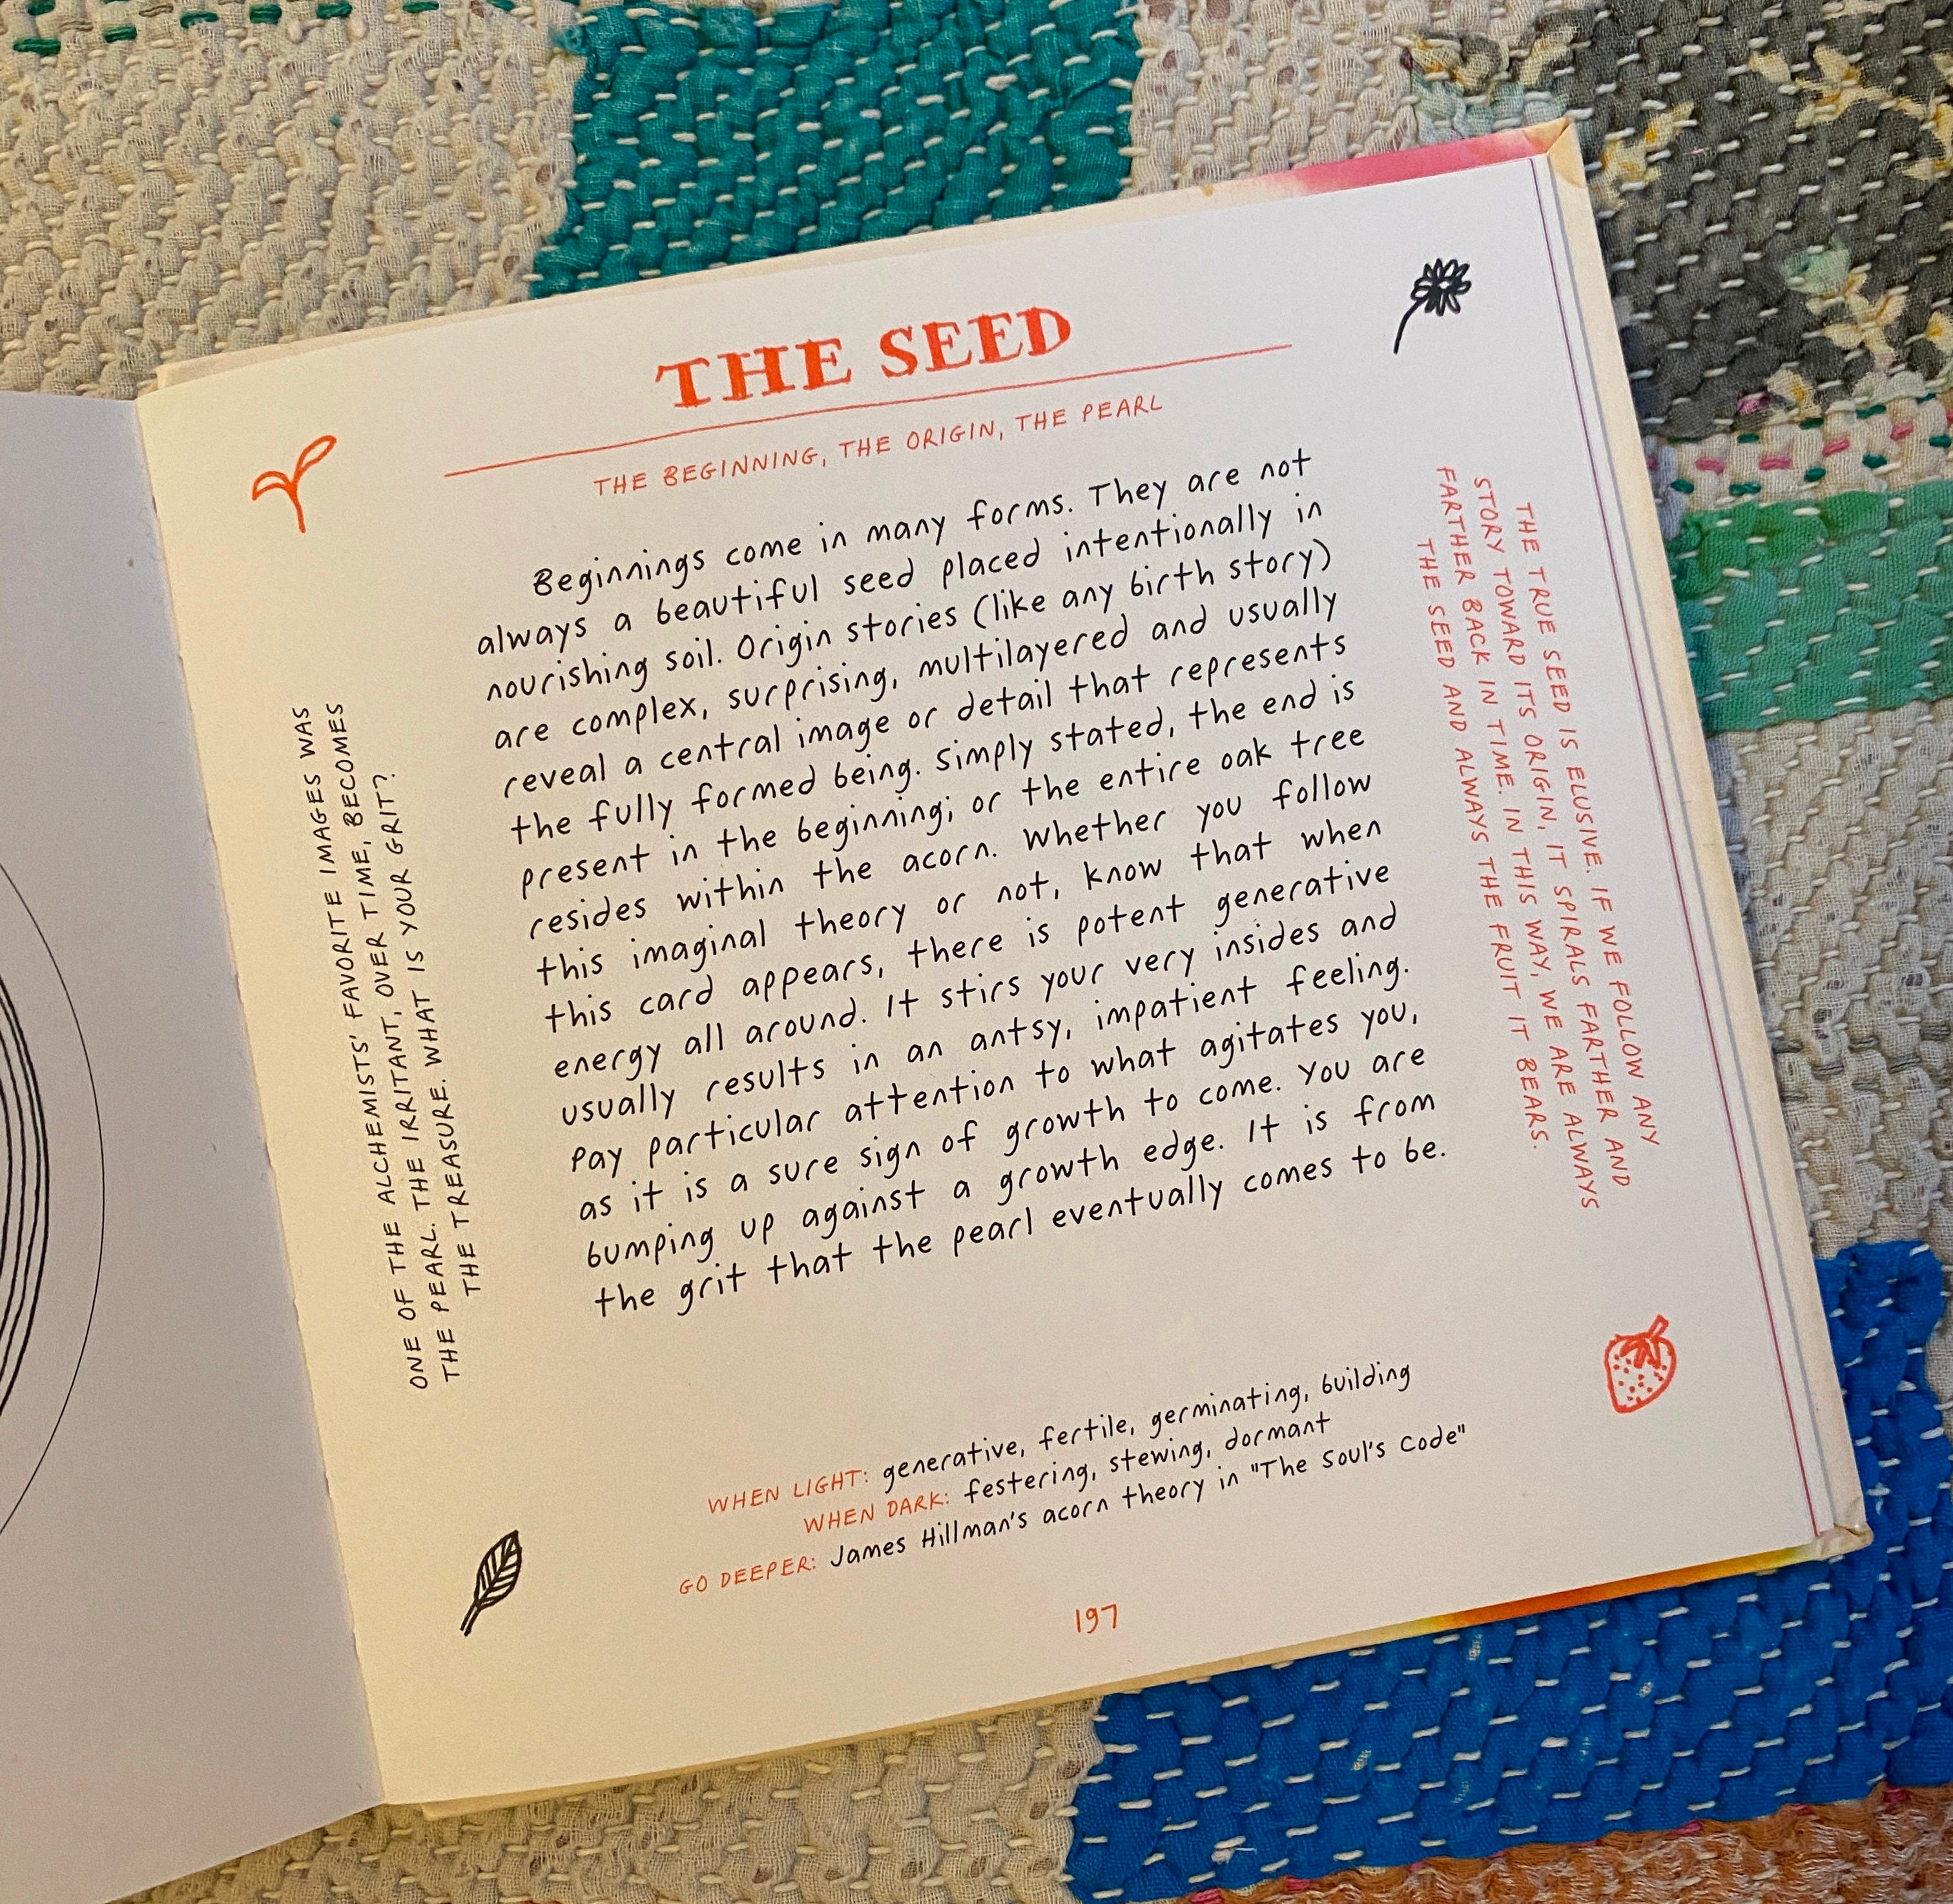 THE SEED
THE BEGINNING, THE ORIGIN, THE PEARL
Beginnings come in many forms. They are not
always a beautiful seed placed intentionally in
nourishing soil. Origin stories (like any birth story)
are complex, surprising, multilayered and usually
reveal a central image or detail that represents
the fully formed being. Simply stated, the end is
present in the beginning; or the entire oak tree
resides within the acorn. Whether you follow
this imaginal theory or not, know that when
this card appears, there is potent generative
energy all around. It stirs your very insides and
usually results in an antsy, impatient feeling.
Pay particular attention to what agitates you,
as it is a sure sign of growth to come. You are
bumping up against a growth edge. It is from
the grit that the pearl eventually comes to be.
ONE OF THE ALCHEMISTS' FAVORITE IMAGES WAS
THE PEARL. THE IRRITANT, OVER TIME, BECOMES
THE TREASURE. WHAT IS YOUR GRIT?
THE TRUE SEED IS ELUSIVE. IF WE FOLLOW ANY
STORY TOWARD ITS ORIGIN, IT SPIRALS FARTHER AND
FARTHER BACK IN TIME. IN THIS WAY, WE ARE ALWAYS
THE SEED AND ALWAYS THE FRUIT IT BEARS.
WHEN LIGHT: generative, fertile, germinating, building
WHEN DARK: festering, stewing, dormant
GO DEEPER: James Hillman's acorn theory in "The Soul's Code"
197